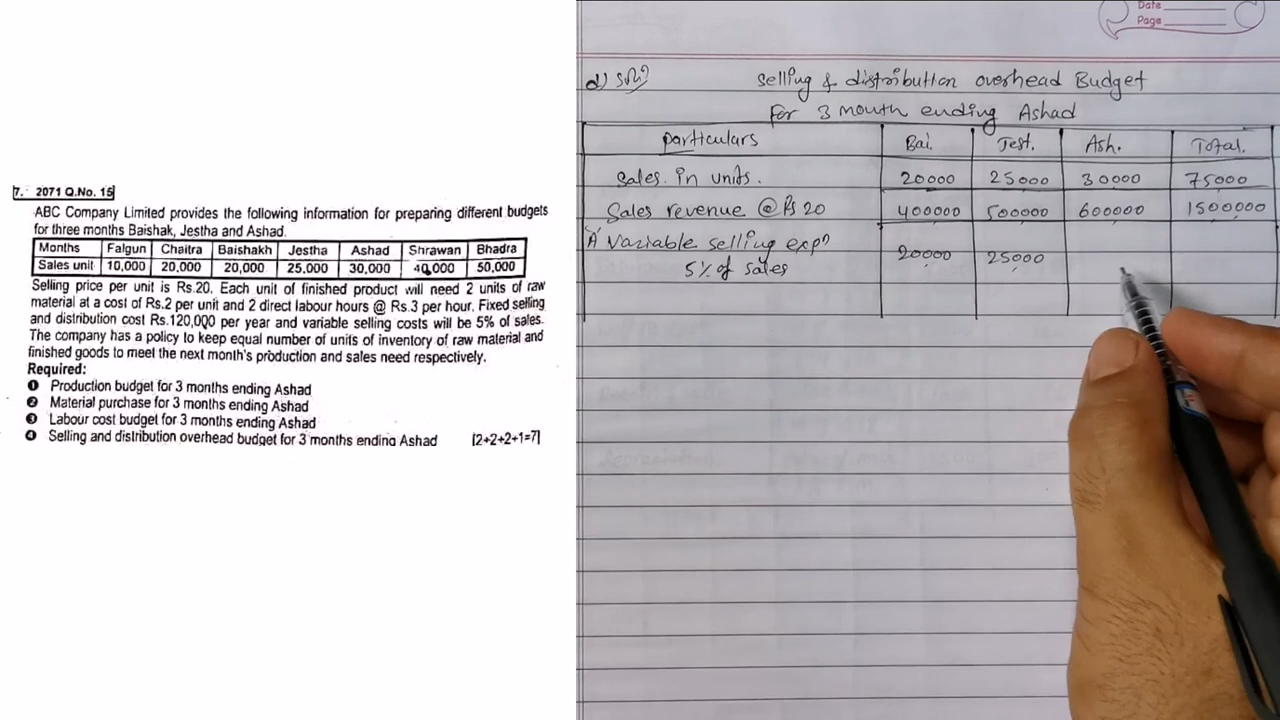 7. 2071 Q.No. 15
ABC Company Limited provides the following information for preparing different budgets
for three months Baishak, Jestha and Ashad.
Months Falgun Chaitra Baishakh Jestha Ashad Shrawan Bhadra
Sales unit 10,000 20,000 20,000 25,000 30,000 40,000 50,000
Selling price per unit is Rs.20. Each unit of finished product will need 2 units of raw
material at a cost of Rs.2 per unit and 2 direct labour hours @ Rs.3 per hour. Fixed selling
and distribution cost Rs.120,000 per year and variable selling costs will be 5% of sales.
The company has a policy to keep equal number of units of inventory of raw material and
finished goods to meet the next month's production and sales need respectively.
Required:
1 Production budget for 3 months ending Ashad
2 Material purchase for 3 months ending Ashad
3 Labour cost budget for 3 months ending Ashad
4 Selling and distribution overhead budget for 3 months ending Ashad [2+2+2+1=7]
Date
Page
d) Soln
Selling & distribution overhead Budget
For 3 mouth ending Ashad
particulars Bai. Jest. Ash. Total.
Sales in units. 20000 25000 30000 75000
Sales revenue @ Rs 20 400000 500000 600000 1500000
A) Variable selling expn 20000 25000
5% of sales